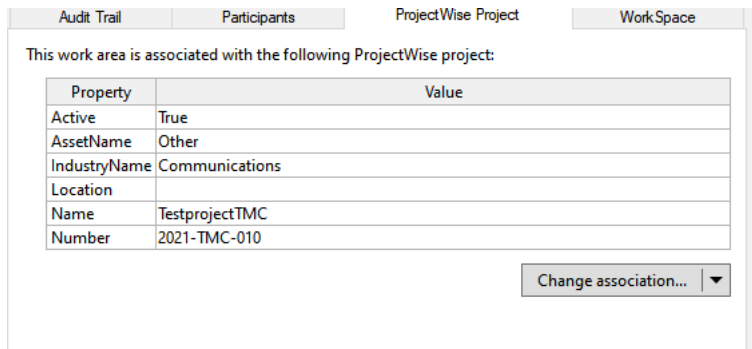 Audit Trail Participants ProjectWise Project WorkSpace
This work area is associated with the following ProjectWise project:
Property Value
Active True
AssetName Other
IndustryName Communications
Location
Name TestprojectTMC
Number 2021-TMC-010
Change association...